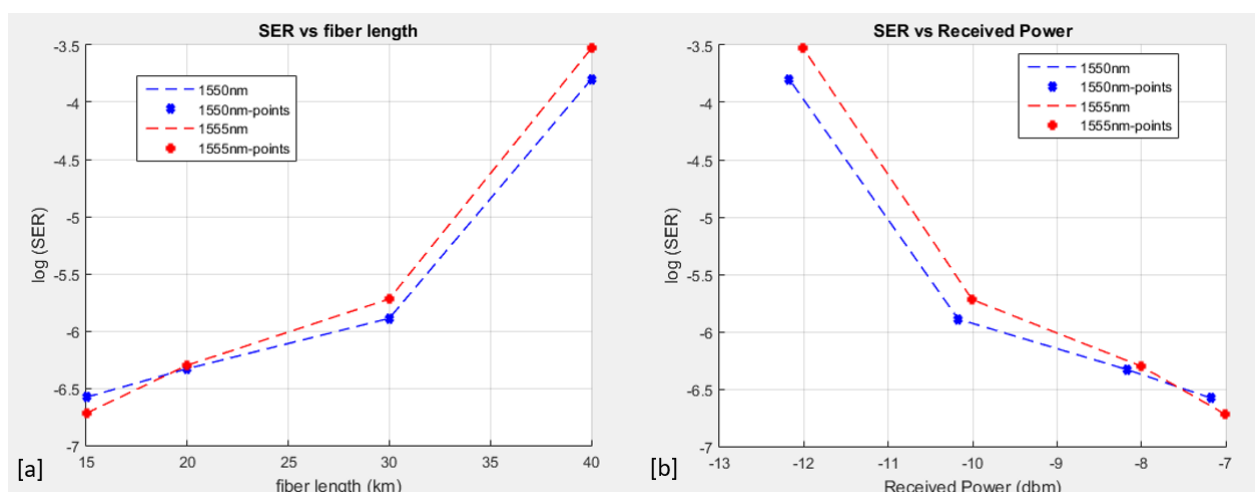 SER vs fiber length
-3.5
-4
-4.5
-5
-5.5
-6
-6.5
-7
log (SER)
1550nm
1550nm-points
1555nm
1555nm-points
15
20
25
30
35
40
fiber length (km)
[a]
SER vs Received Power
-3.5
-4
-4.5
-5
-5.5
-6
-6.5
-7
log (SER)
1550nm
1550nm-points
1555nm
1555nm-points
-13
-12
-11
-10
-9
-8
-7
Received Power (dbm)
[b]